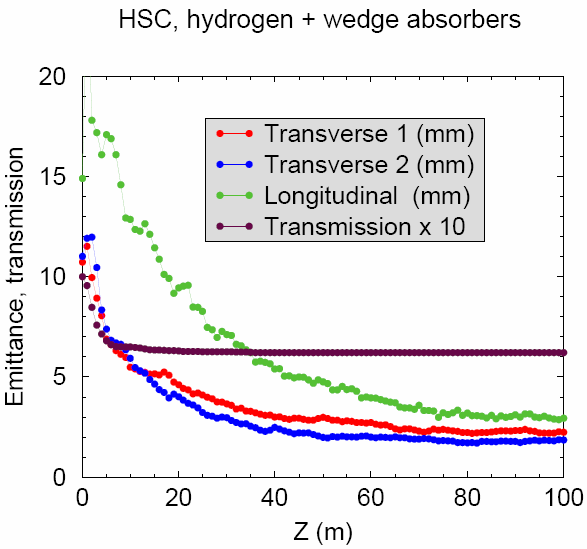 HSC, hydrogen + wedge absorbers
20
15
10
5
0
Emittance, transmission
Transverse 1 (mm)
Transverse 2 (mm)
Longitudinal (mm)
Transmission x 10
0 20 40 60 80 100
Z (m)